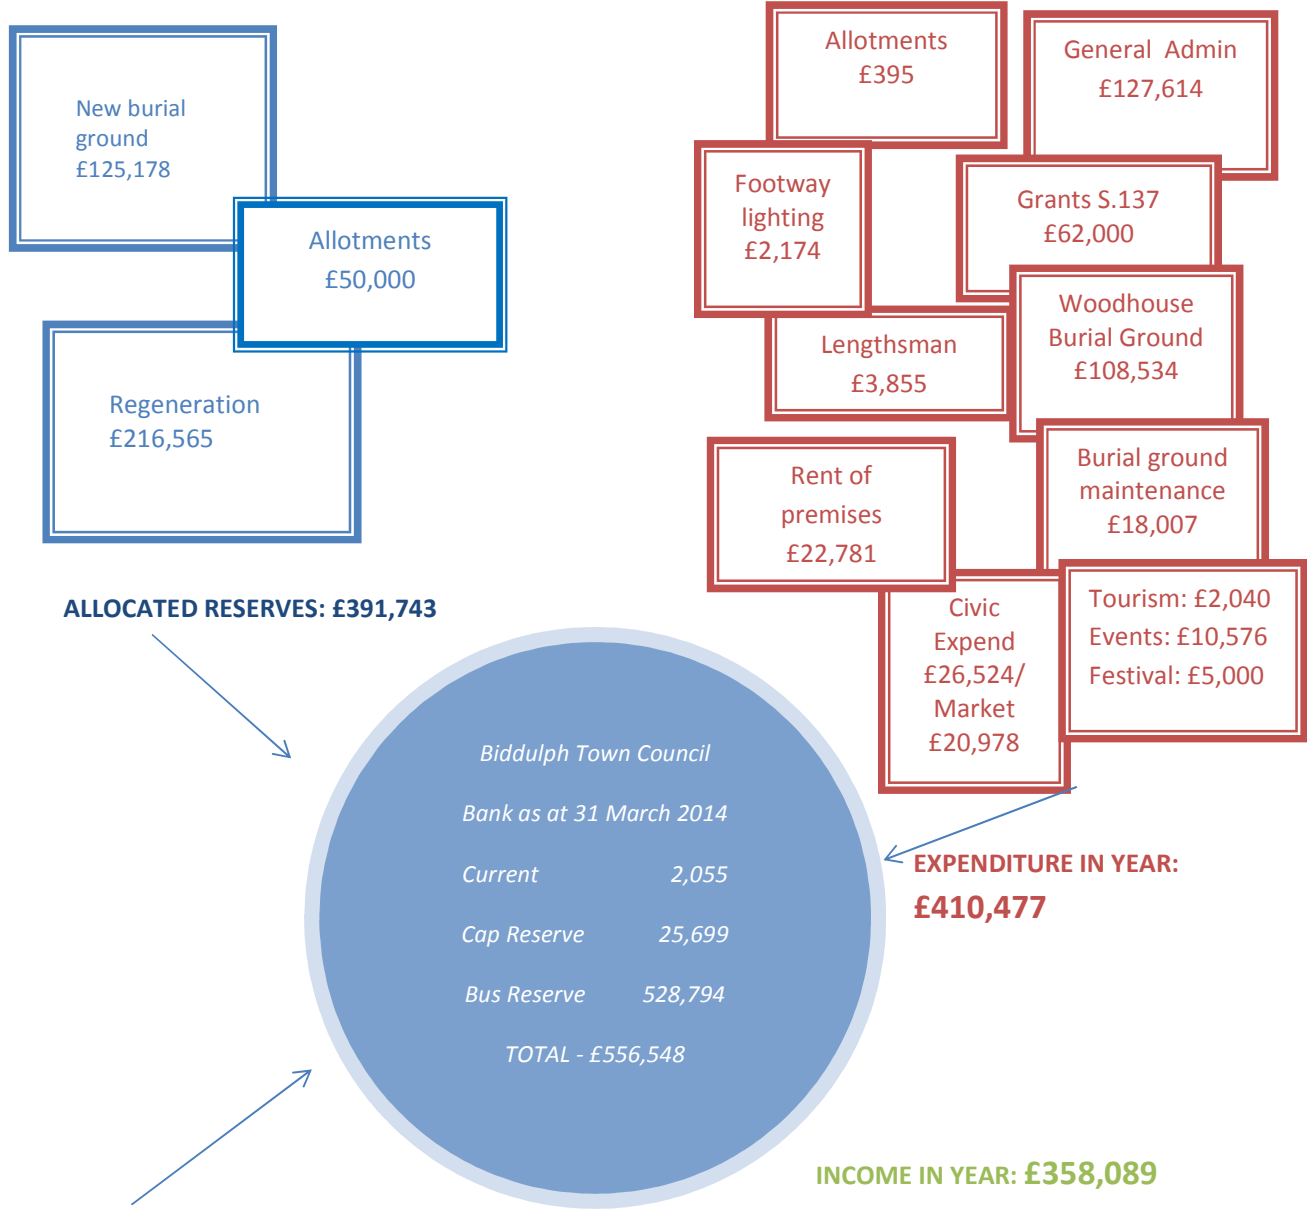 New burial
ground
£125,178
Allotments
£50,000
Regeneration
£216,565
ALLOCATED RESERVES: £391,743
Allotments
£395
General  Admin
£127,614
Footway
lighting
£2,174
Grants S.137
£62,000
Lengthsman
£3,855
Woodhouse
Burial Ground
£108,534
Rent of
premises
£22,781
Burial ground
maintenance
£18,007
Civic
Expend
£26,524/
Market
£20,978
Tourism: £2,040
Events: £10,576
Festival: £5,000
EXPENDITURE IN YEAR:
£410,477
Biddulph Town Council
Bank as at 31 March 2014
Current 2,055
Cap Reserve 25,699
Bus Reserve 528,794
TOTAL - £556,548
INCOME IN YEAR: £358,089